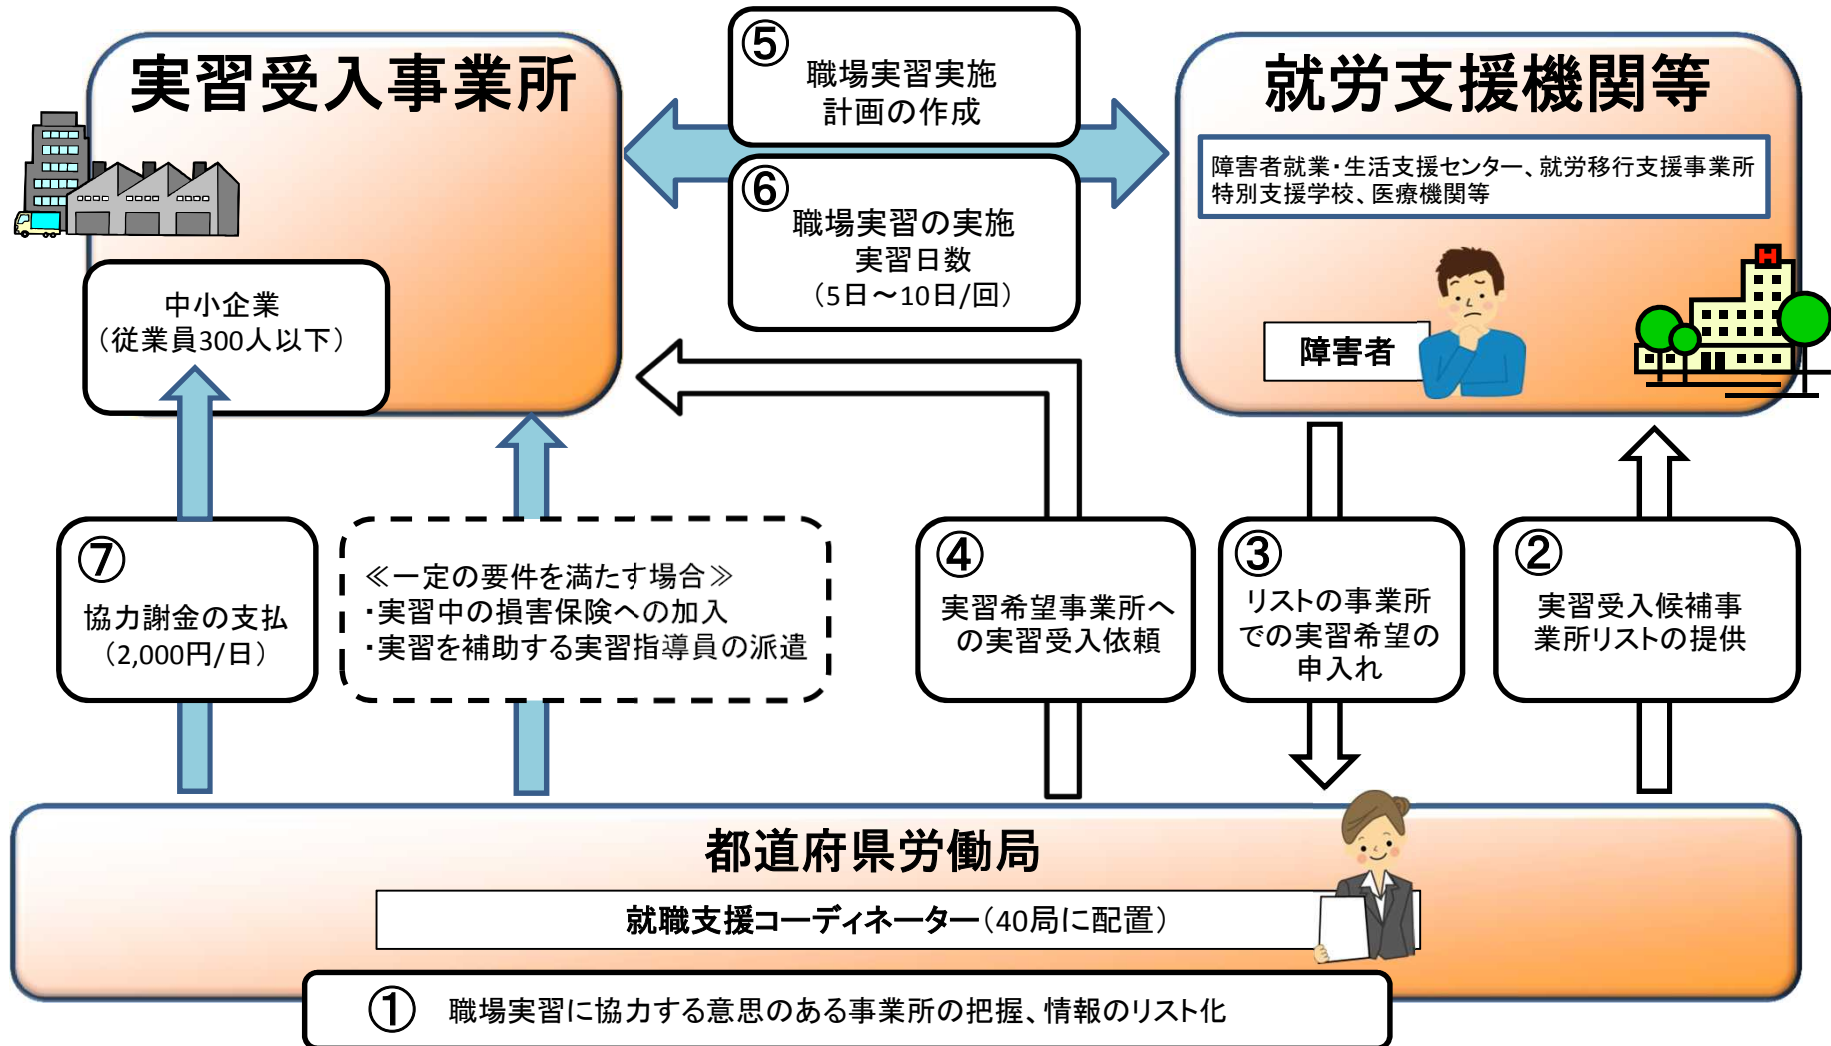 実習受入事業所
中小企業
（従業員300人以下）
⑤
職場実習実施
計画の作成
⑥
職場実習の実施
実習日数
（5日～10日/回）
就労支援機関等
障害者就業・生活支援センター、就労移行支援事業所
特別支援学校、医療機関等
H
障害者
⑦
協力謝金の支払
（2,000円/日）
≪一定の要件を満たす場合≫
・実習中の損害保険への加入
・実習を補助する実習指導員の派遣
④
実習希望事業所へ
の実習受入依頼
③
リストの事業所
での実習希望の
申入れ
②
実習受入候補事
業所リストの提供
都道府県労働局
就職支援コーディネーター（40局に配置）
① 職場実習に協力する意思のある事業所の把握、情報のリスト化